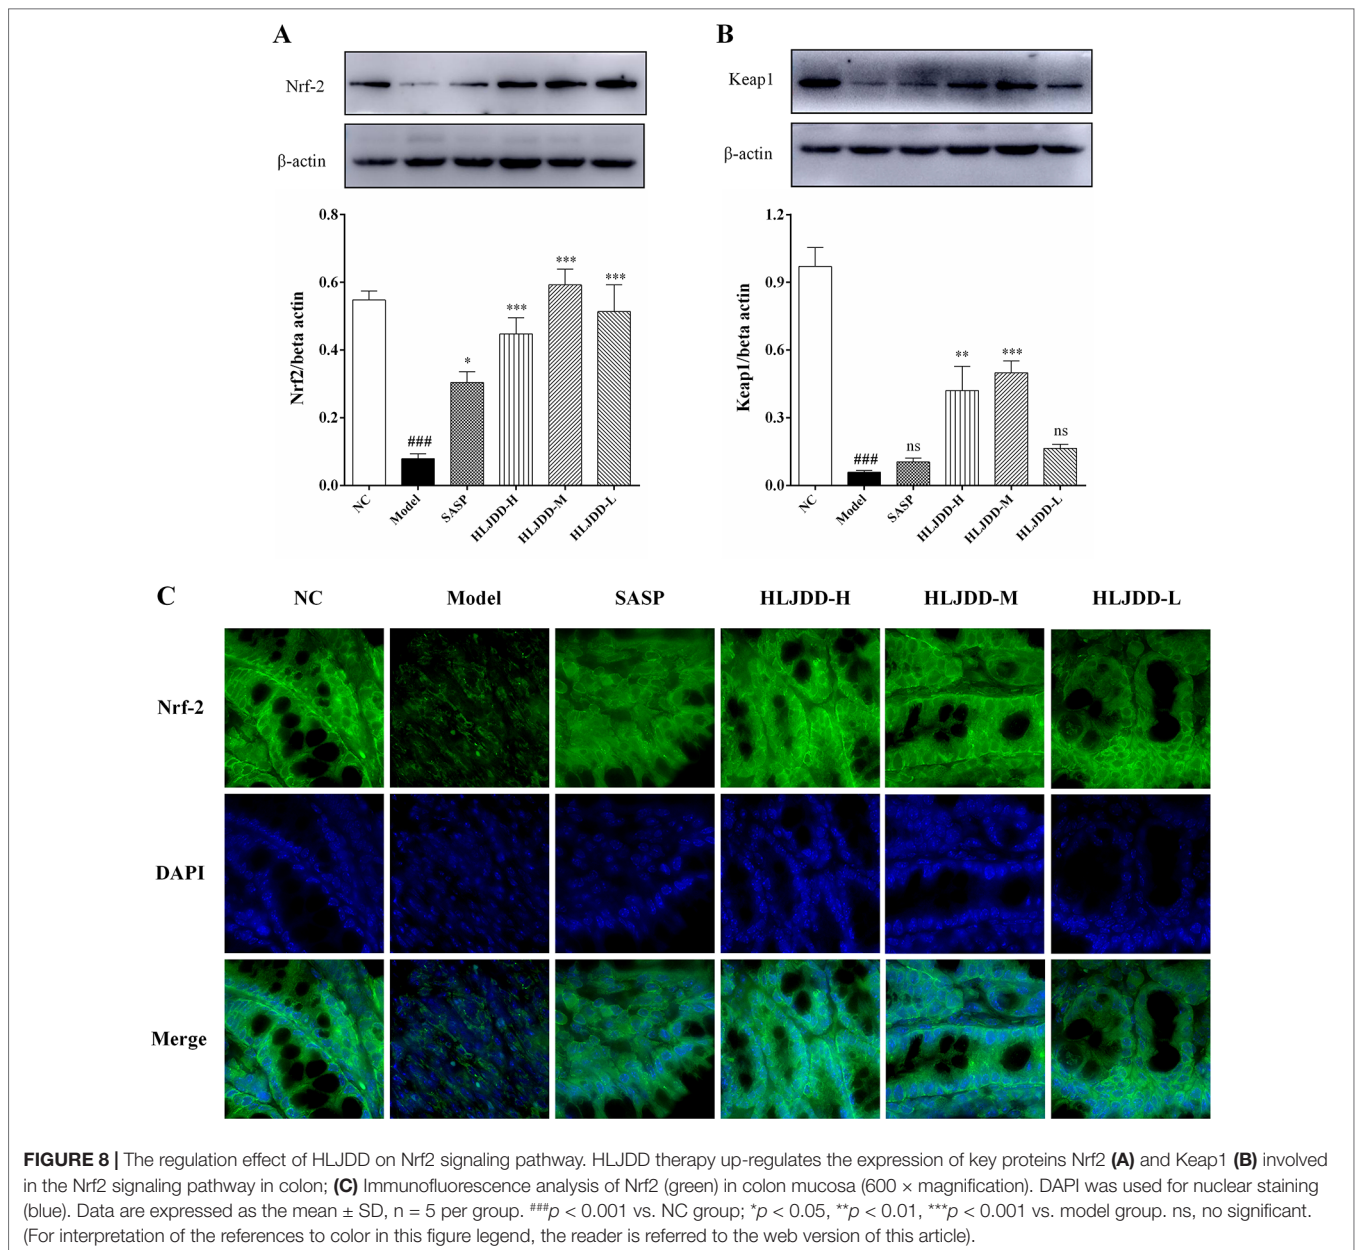 A
Nrf-2
β-actin
0.8
0.6
0.4
0.2
0.0
Nrf2/beta actin
###
*
***
***
***
NC
Model
SASP
HLJDD-H
HLJDD-M
HLJDD-L
B
Keap1
β-actin
1.2
0.9
0.6
0.3
0.0
Keap1/beta actin
###
ns
**
***
ns
NC
Model
SASP
HLJDD-H
HLJDD-M
HLJDD-L
C
NC Model SASP HLJDD-H HLJDD-M HLJDD-L
Nrf-2
DAPI
Merge
FIGURE 8 | The regulation effect of HLJDD on Nrf2 signaling pathway. HLJDD therapy up-regulates the expression of key proteins Nrf2 (A) and Keap1 (B) involved
in the Nrf2 signaling pathway in colon; (C) Immunofluorescence analysis of Nrf2 (green) in colon mucosa (600 × magnification). DAPI was used for nuclear staining
(blue). Data are expressed as the mean ± SD, n = 5 per group. ###p < 0.001 vs. NC group; *p < 0.05, **p < 0.01, ***p < 0.001 vs. model group. ns, no significant.
(For interpretation of the references to color in this figure legend, the reader is referred to the web version of this article).